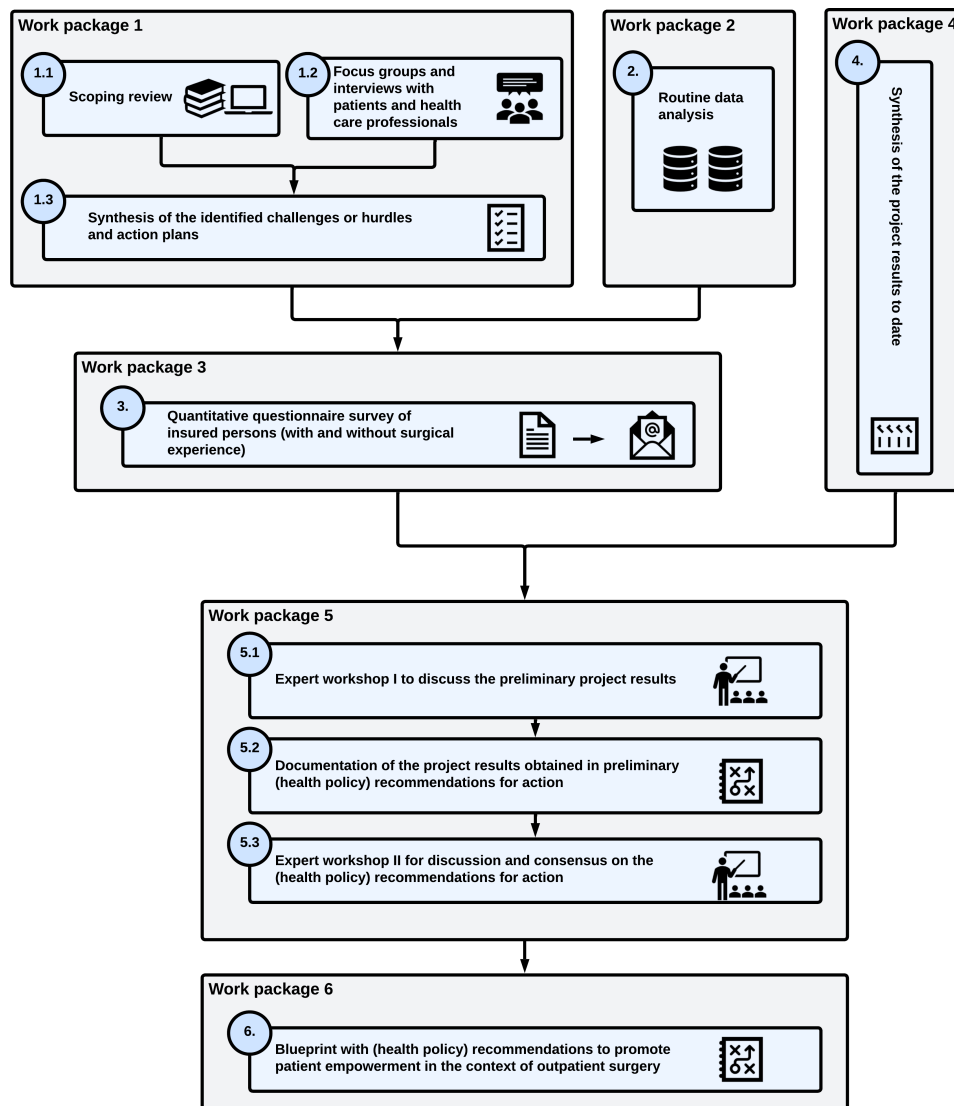 Work package 1
1.1
Scoping review
1.2
Focus groups and
interviews with
patients and health
care professionals
1.3
Synthesis of the identified challenges or hurdles
and action plans
Work package 2
2.
Routine data
analysis
Work package 4
4.
Synthesis of the project results to date
Work package 3
3.
Quantitative questionnaire survey of
insured persons (with and without surgical
experience)
@
Work package 5
5.1
Expert workshop I to discuss the preliminary project results
5.2
Documentation of the project results obtained in preliminary
(health policy) recommendations for action
5.3
Expert workshop II for discussion and consensus on the
(health policy) recommendations for action
Work package 6
6.
Blueprint with (health policy) recommendations to promote
patient empowerment in the context of outpatient surgery